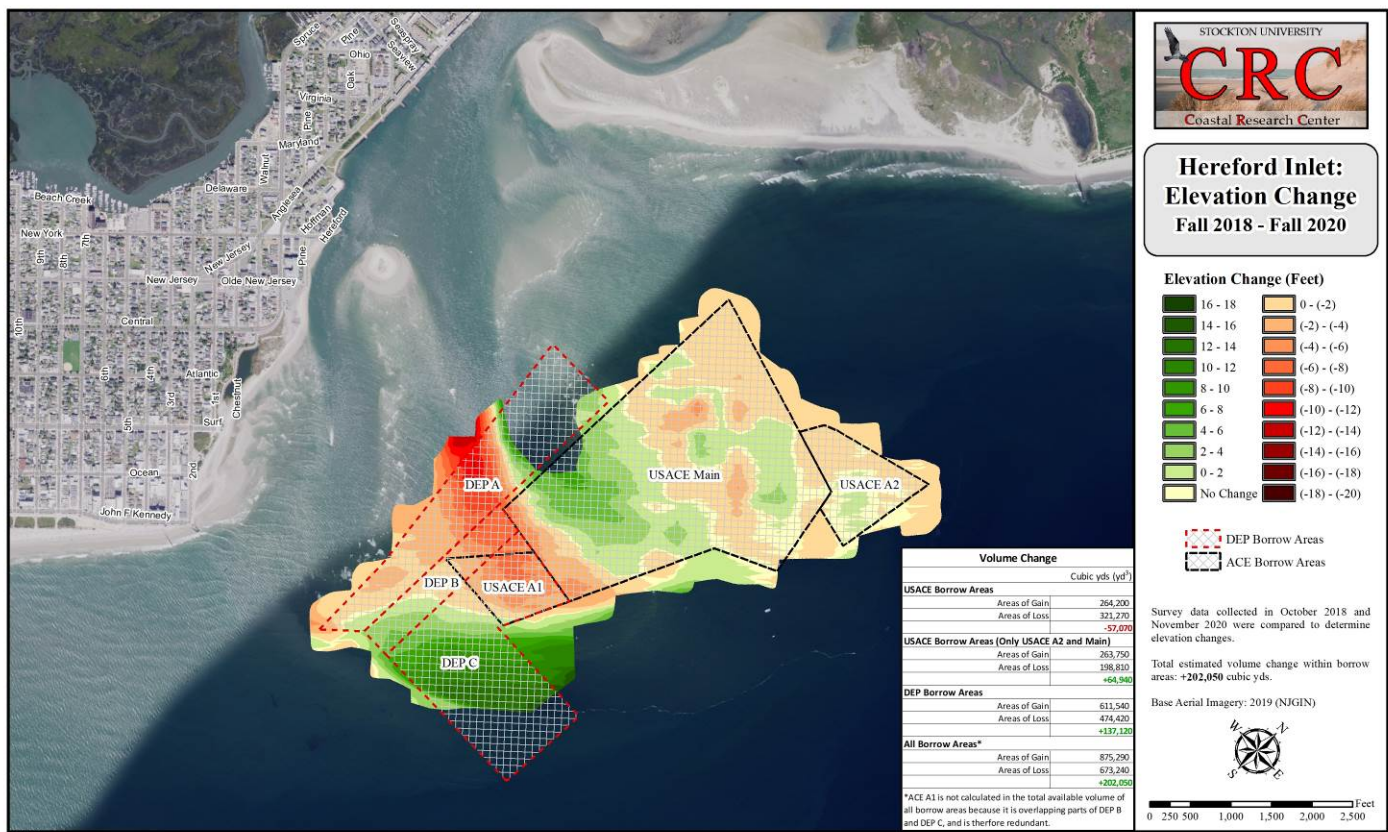 Spruce
Pine
Seaspray
Seaview
Ohio
Oak
Virginia
Pine
Maryland
Walnut
Delaware
Anglesea
Hoffman
Hereford
Beach Creek
New York
9th
8th
7th
New Jersey
Pine
New Jersey
Olde New Jersey
10th
Central
6th
4th
Atlantic
3rd
1st
Chestnut
5th
Surf
Ocean
2nd
John F Kennedy
DEP A
USACE Main
USACE A2
DEP B
USACE A1
DEP C
Volume Change
Cubic yds (yd³)
USACE Borrow Areas
Areas of Gain 264,200
Areas of Loss 321,270
-57,070
USACE Borrow Areas (Only USACE A2 and Main)
Areas of Gain 263,750
Areas of Loss 198,810
+64,940
DEP Borrow Areas
Areas of Gain 611,540
Areas of Loss 474,420
+137,120
All Borrow Areas*
Areas of Gain 875,290
Areas of Loss 673,240
+202,050
*ACE A1 is not calculated in the total available volume of
all borrow areas because it is overlapping parts of DEP B
and DEP C, and is therfore redundant.
STOCKTON UNIVERSITY
CRC
Coastal Research Center
Hereford Inlet:
Elevation Change
Fall 2018 - Fall 2020
Elevation Change (Feet)
16 - 18 0 - (-2)
14 - 16 (-2) - (-4)
12 - 14 (-4) - (-6)
10 - 12 (-6) - (-8)
8 - 10 (-8) - (-10)
6 - 8 (-10) - (-12)
4 - 6 (-12) - (-14)
2 - 4 (-14) - (-16)
0 - 2 (-16) - (-18)
No Change (-18) - (-20)
DEP Borrow Areas
ACE Borrow Areas
Survey data collected in October 2018 and
November 2020 were compared to determine
elevation changes.
Total estimated volume change within borrow
areas: +202,050 cubic yds.
Base Aerial Imagery: 2019 (NJGIN)
W N
S E
Feet
0 250 500 1,000 1,500 2,000 2,500